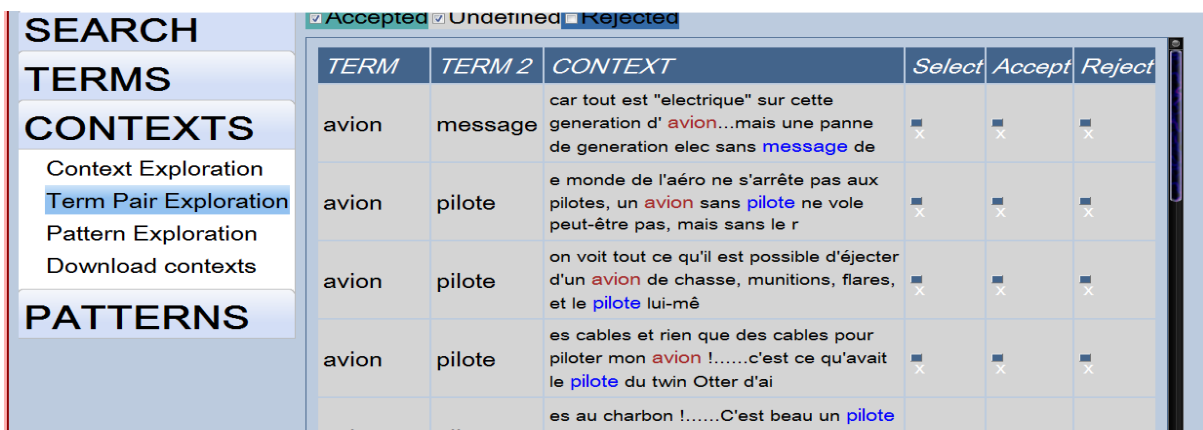 SEARCH
TERMS
CONTEXTS
Context Exploration
Term Pair Exploration
Pattern Exploration
Download contexts
PATTERNS
Accepted Undefined Rejected
TERM TERM 2 CONTEXT Select Accept Reject
car tout est "electrique" sur cette
avion message generation d' avion...mais une panne
de generation elec sans message de
x x x
e monde de l'aéro ne s'arrête pas aux
avion pilote pilotes, un avion sans pilote ne vole
peut-être pas, mais sans le r
x x x
on voit tout ce qu'il est possible d'éjecter
avion pilote d'un avion de chasse, munitions, flares,
et le pilote lui-mê
x x x
es cables et rien que des cables pour
avion pilote piloter mon avion !......c'est ce qu'avait
le pilote du twin Otter d'ai
x x x
es au charbon !......C'est beau un pilote